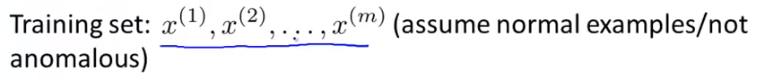 Training set: x^(1), x^(2), . . . , x^(m) (assume normal examples/not
anomalous)